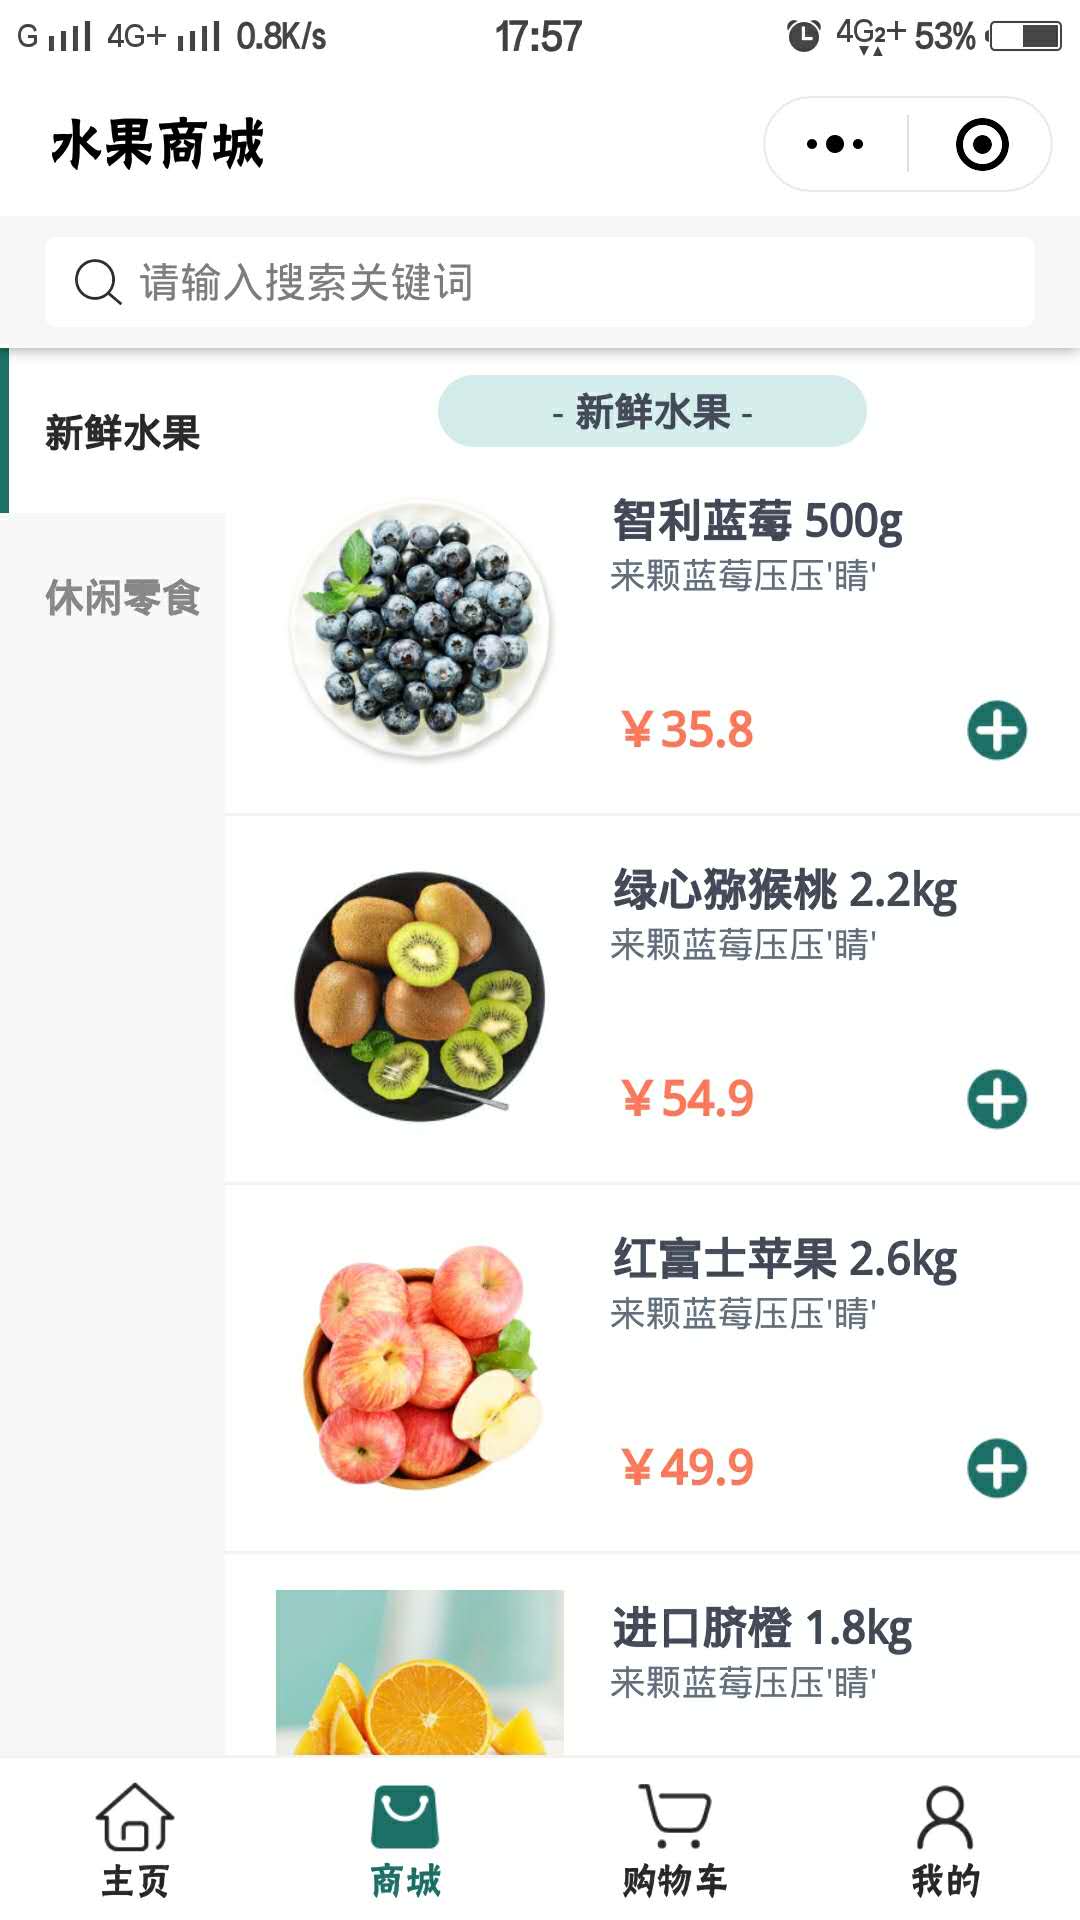 G 4G+ 0.8K/s 17:57 4G2+ 53%
水果商城
请输入搜索关键词
新鲜水果
休闲零食
- 新鲜水果 -
智利蓝莓 500g
来颗蓝莓压压'睛'
￥35.8
绿心猕猴桃 2.2kg
来颗蓝莓压压'睛'
￥54.9
红富士苹果 2.6kg
来颗蓝莓压压'睛'
￥49.9
进口脐橙 1.8kg
来颗蓝莓压压'睛'
主页 商城 购物车 我的